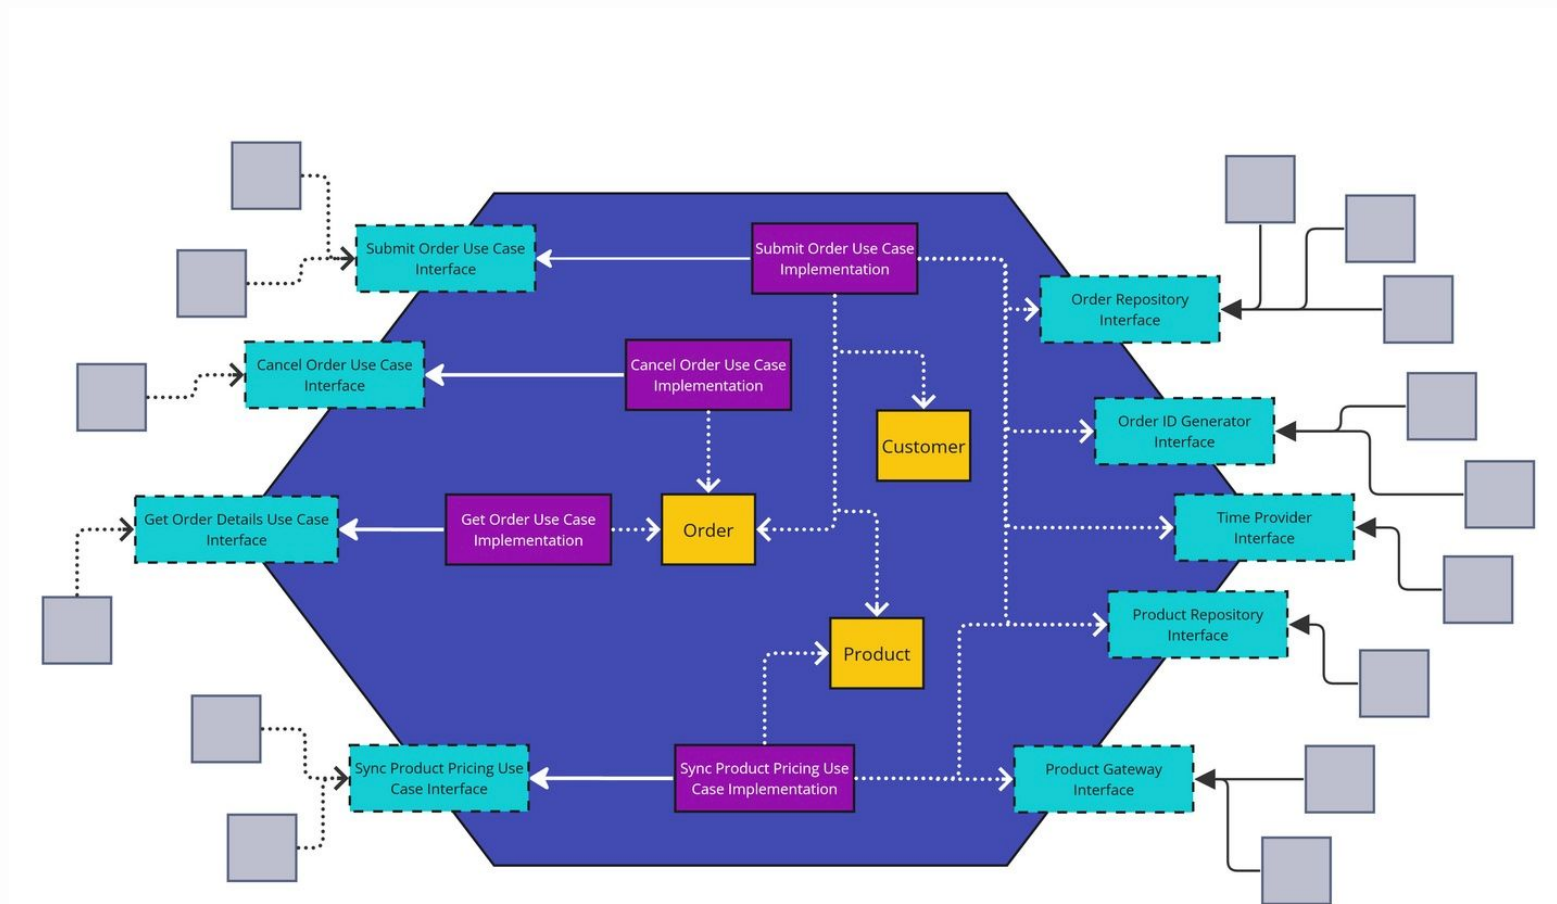 Submit Order Use Case
Interface
Submit Order Use Case
Implementation
Order Repository
Interface
Cancel Order Use Case
Interface
Cancel Order Use Case
Implementation
Customer
Order ID Generator
Interface
Get Order Details Use Case
Interface
Get Order Use Case
Implementation
Order
Time Provider
Interface
Product
Product Repository
Interface
Sync Product Pricing Use
Case Interface
Sync Product Pricing Use
Case Implementation
Product Gateway
Interface